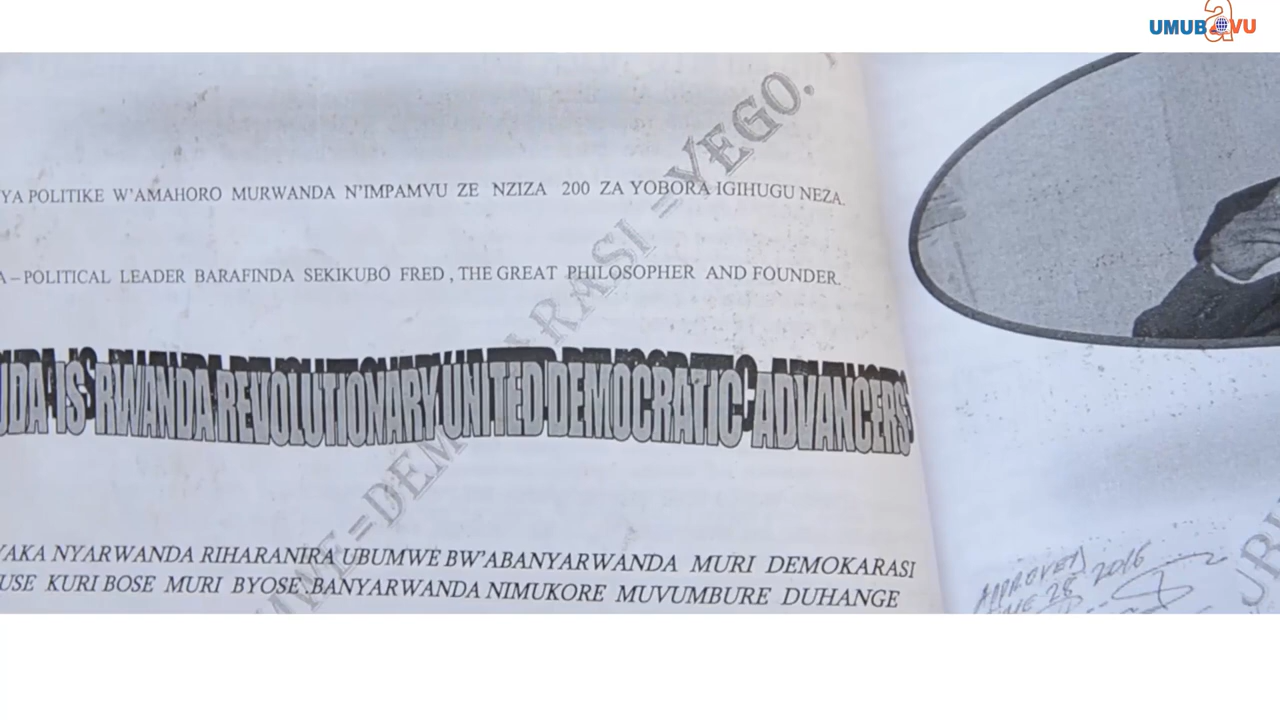 UMUBAVU
YA POLITIKE W'AMAHORO MURWANDA N'IMPAMVU ZE NZIZA 200 ZA YOBORA IGIHUGU NEZA.
A – POLITICAL LEADER BARAFINDA SEKIKUBO FRED , THE GREAT PHILOSOPHER AND FOUNDER.
UDA IS 'RWANDA REVOLUTIONARY UNITED DEMOCRATIC ADVANCERS'
YAKA NYARWANDA RIHARANIRA UBUMWE BW'ABANYARWANDA MURI DEMOKARASI
USE KURI BOSE MURI BYOSE .BANYARWANDA NIMUKORE MUVUMBURE DUHANGE
=YEGO.
APPROVED
28 2016